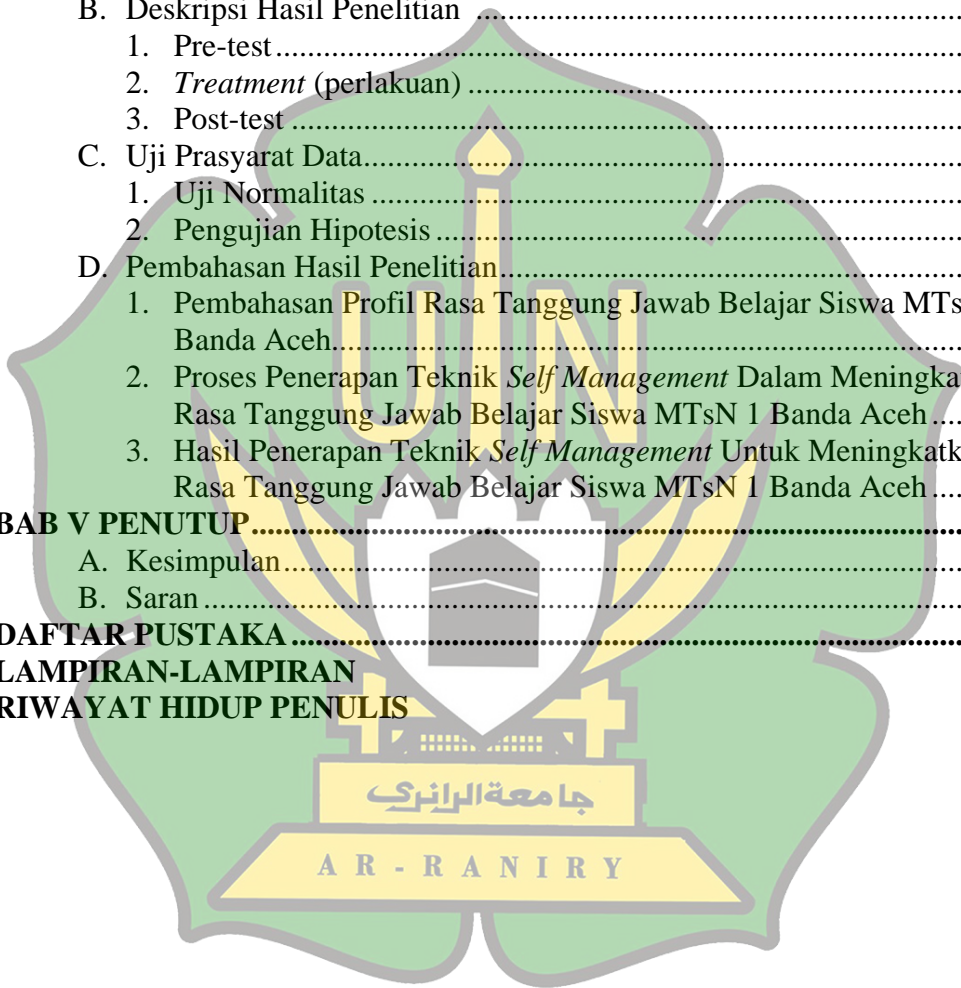 B. Deskripsi Hasil Penelitian ....................................................................
1. Pre-test ....................................................................
2. Treatment (perlakuan) ....................................................................
3. Post-test ....................................................................
C. Uji Prasyarat Data ....................................................................
1. Uji Normalitas ....................................................................
2. Pengujian Hipotesis ....................................................................
D. Pembahasan Hasil Penelitian ....................................................................
1. Pembahasan Profil Rasa Tanggung Jawab Belajar Siswa MTs
Banda Aceh ....................................................................
2. Proses Penerapan Teknik Self Management Dalam Meningka
Rasa Tanggung Jawab Belajar Siswa MTsN 1 Banda Aceh ....
3. Hasil Penerapan Teknik Self Management Untuk Meningkatk
Rasa Tanggung Jawab Belajar Siswa MTsN 1 Banda Aceh ....
BAB V PENUTUP ....................................................................
A. Kesimpulan ....................................................................
B. Saran ....................................................................
DAFTAR PUSTAKA ....................................................................
LAMPIRAN-LAMPIRAN
RIWAYAT HIDUP PENULIS
UIN
جامعة الرانري
AR-RANIRY